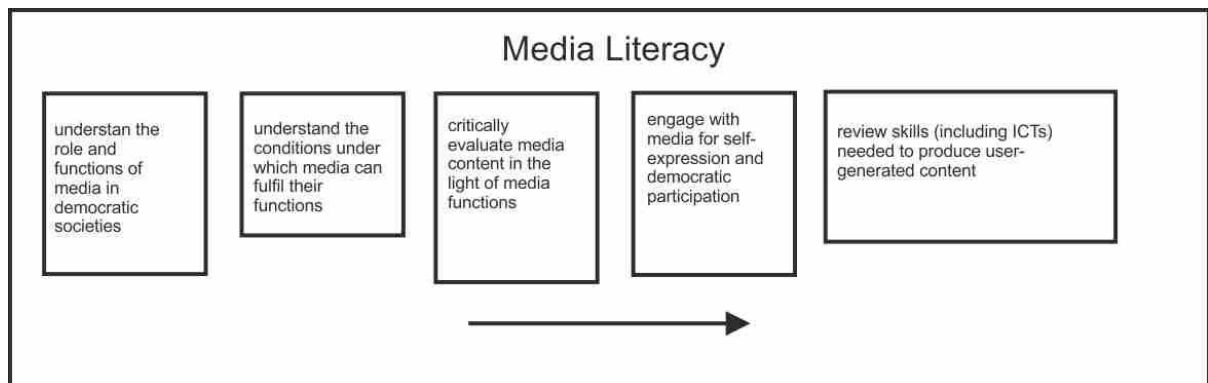 Media Literacy
understan the
role and
functions of
media in
democratic
societies
understand the
conditions under
which media can
fulfil their
functions
critically
evaluate media
content in the
light of media
functions
engage with
media for self-
expression and
democratic
participation
review skills (including ICTs)
needed to produce user-
generated content